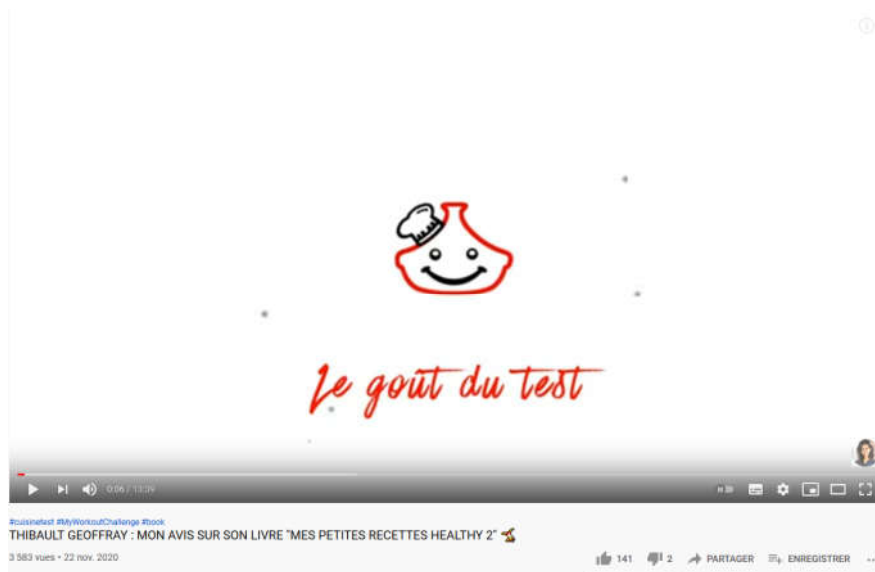 Le goût du test
0:06 / 13:39
#cuisinetest #MyWorkoutChallenge #book
THIBAULT GEOFFRAY : MON AVIS SUR SON LIVRE "MES PETITES RECETTES HEALTHY 2"
3 583 vues • 22 nov. 2020
141 2 PARTAGER ENREGISTRER